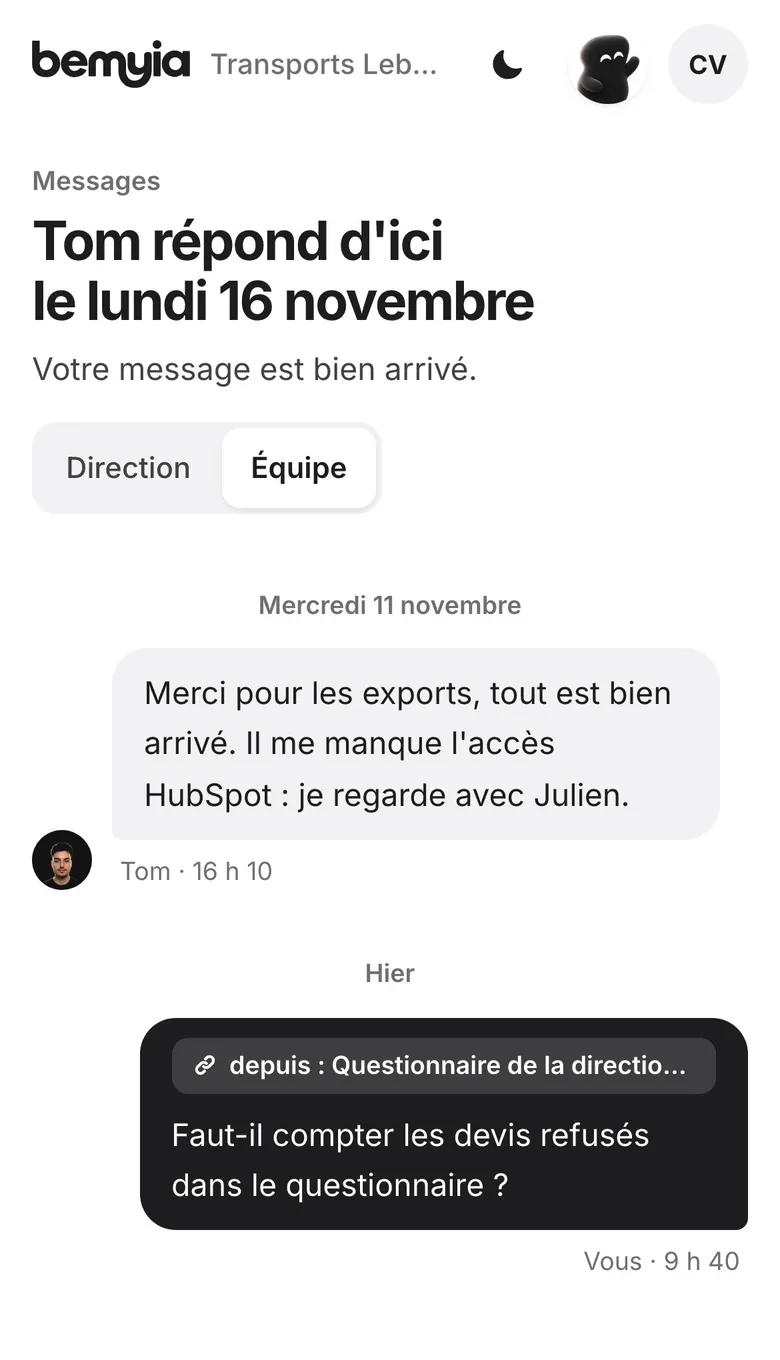 bemyia Transports Leb... CV
Messages
Tom répond d'ici
le lundi 16 novembre
Votre message est bien arrivé.
Direction Équipe
Mercredi 11 novembre
Merci pour les exports, tout est bien
arrivé. Il me manque l'accès
HubSpot : je regarde avec Julien.
Tom · 16 h 10
Hier
depuis : Questionnaire de la directio...
Faut-il compter les devis refusés
dans le questionnaire ?
Vous · 9 h 40